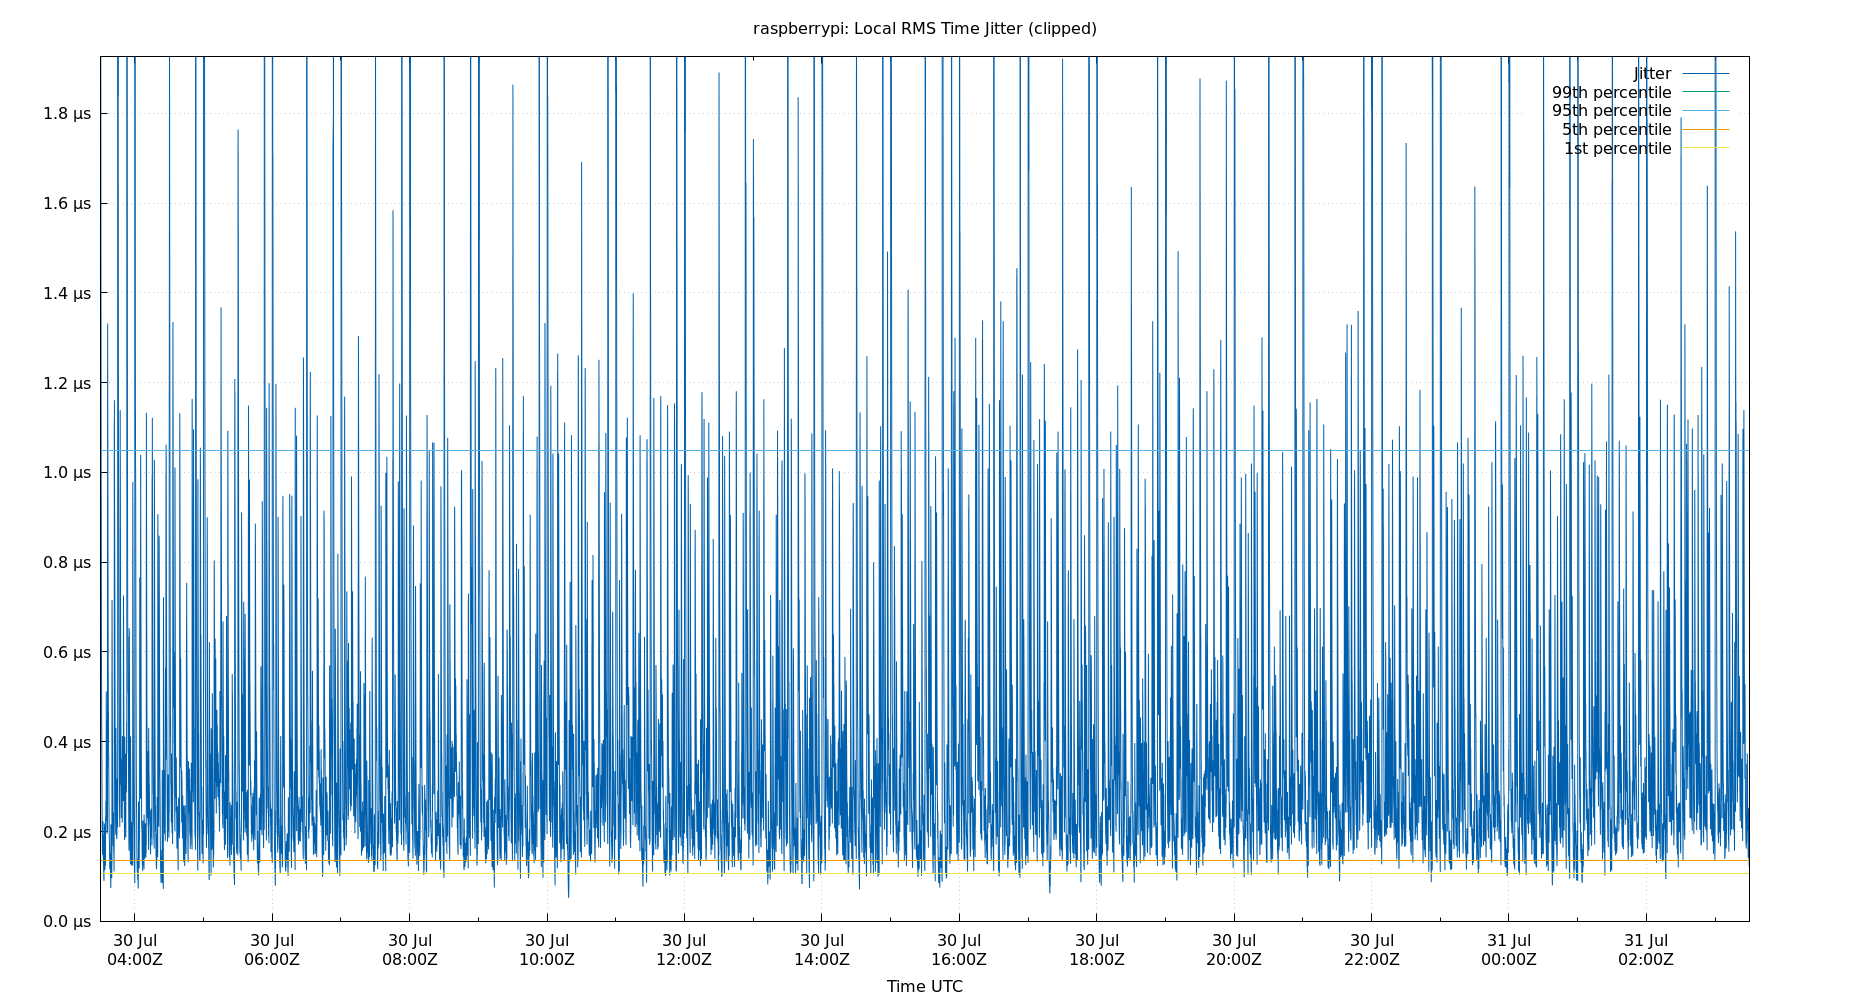 raspberrypi: Local RMS Time Jitter (clipped)
Jitter
99th percentile
95th percentile
5th percentile
1st percentile
1.8 µs
1.6 µs
1.4 µs
1.2 µs
1.0 µs
0.8 µs
0.6 µs
0.4 µs
0.2 µs
0.0 µs
30 Jul 30 Jul 30 Jul 30 Jul 30 Jul 30 Jul 30 Jul 30 Jul 30 Jul 30 Jul 31 Jul 31 Jul
04:00Z 06:00Z 08:00Z 10:00Z 12:00Z 14:00Z 16:00Z 18:00Z 20:00Z 22:00Z 00:00Z 02:00Z
Time UTC